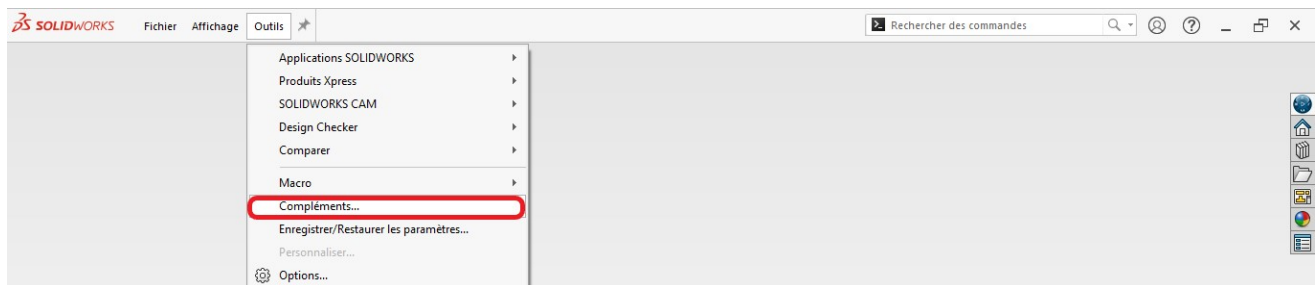 SOLIDWORKS Fichier Affichage Outils Rechercher des commandes
Applications SOLIDWORKS
Produits Xpress
SOLIDWORKS CAM
Design Checker
Comparer
Macro
Compléments...
Enregistrer/Restaurer les paramètres...
Personnaliser...
Options...